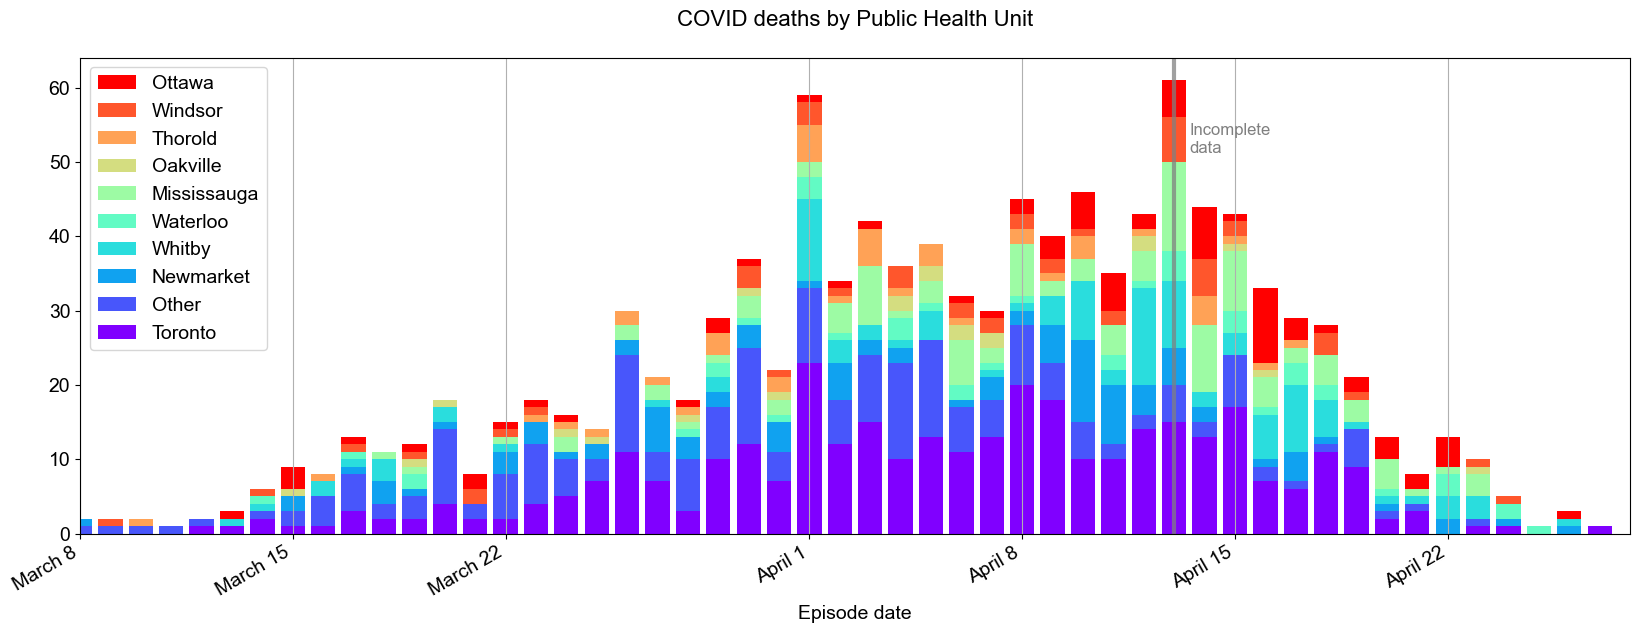 COVID deaths by Public Health Unit
60
50
40
30
20
10
0
Ottawa
Windsor
Thorold
Oakville
Mississauga
Waterloo
Whitby
Newmarket
Other
Toronto
Incomplete
data
March 8
March 15
March 22
April 1
April 8
April 15
April 22
Episode date